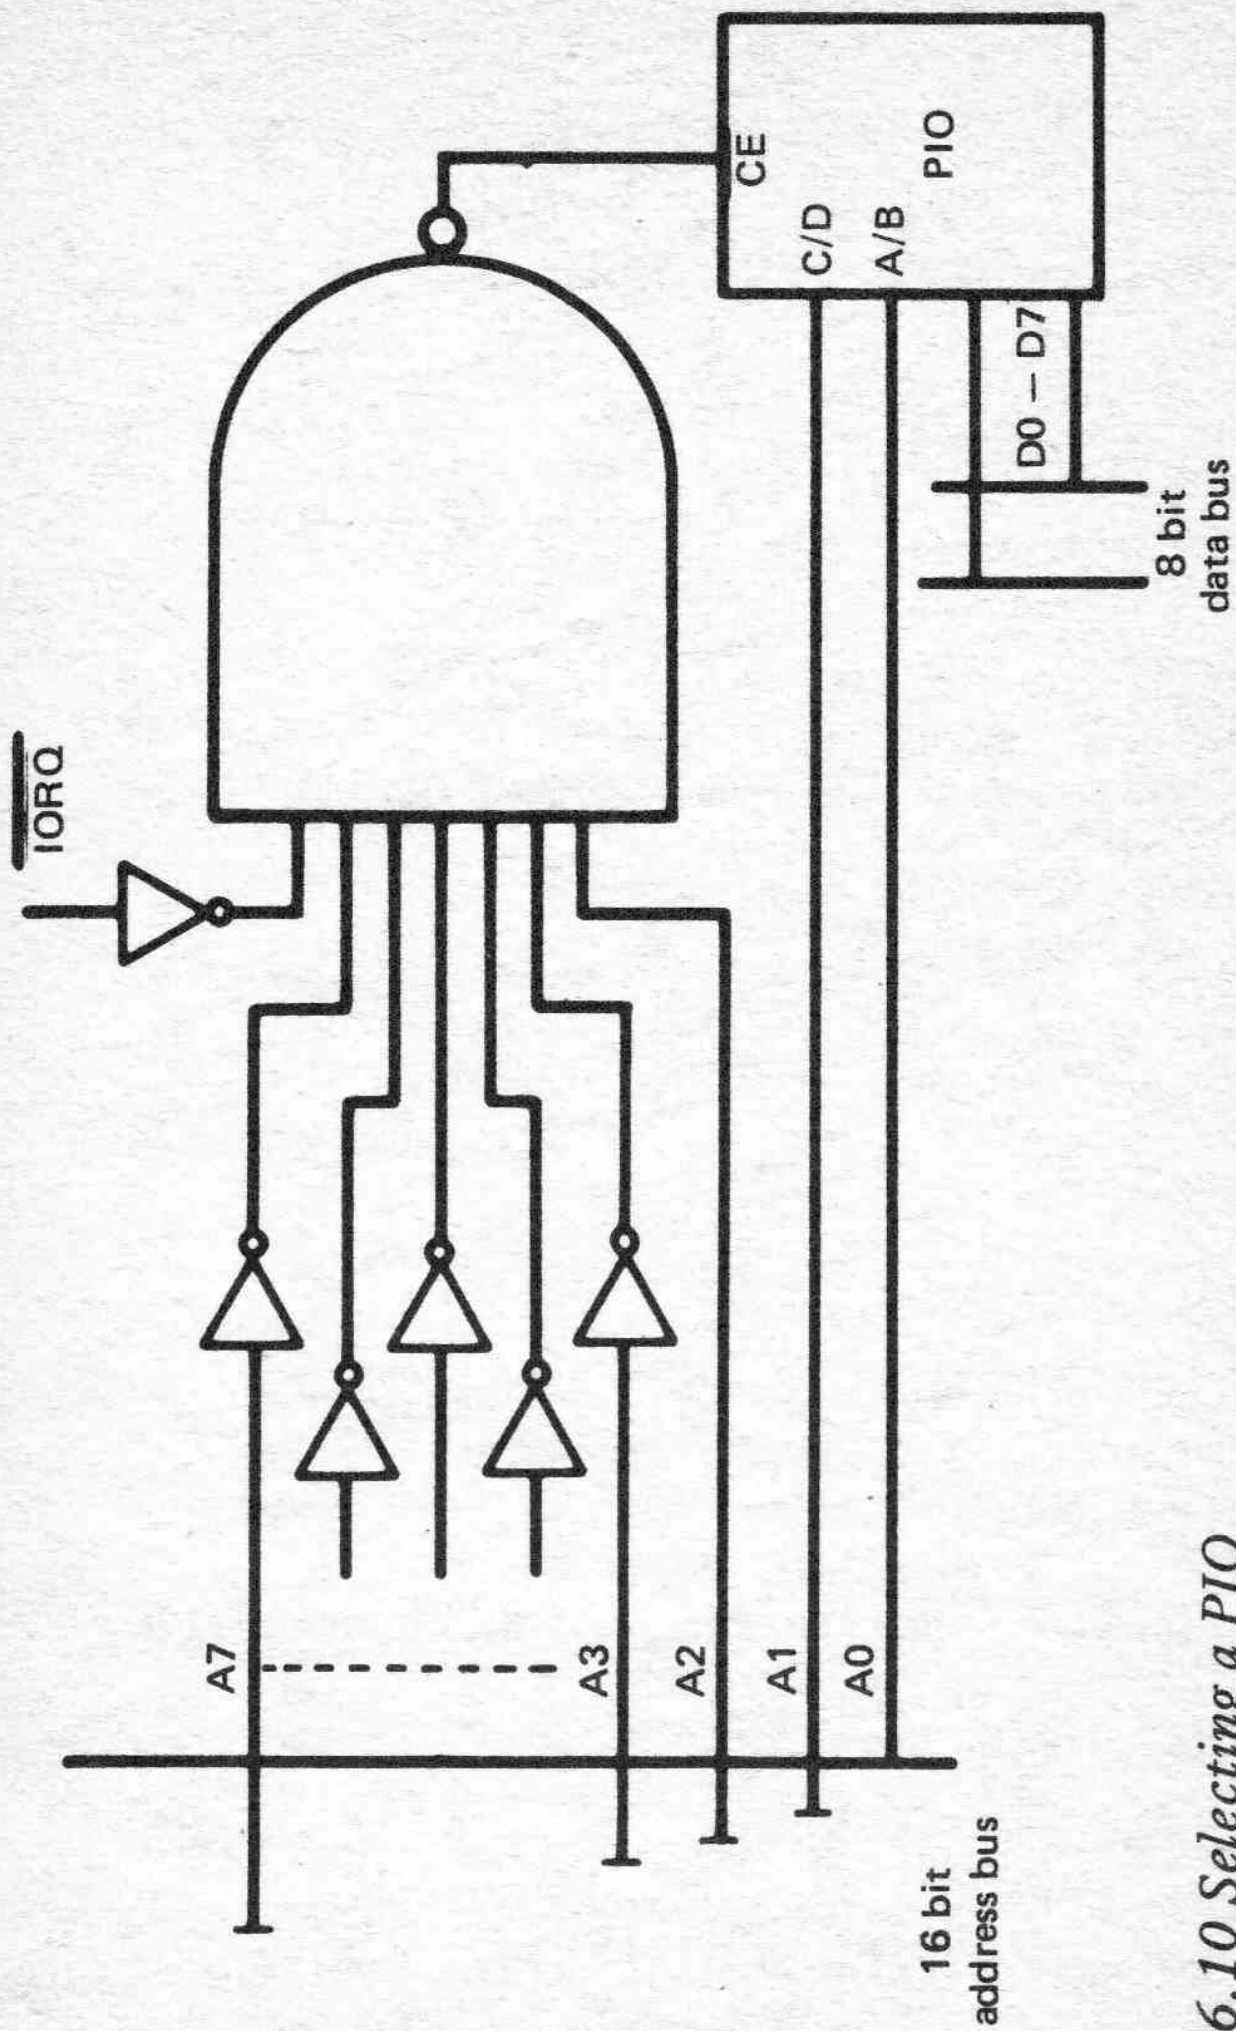 IORQ
A7
A3
A2
A1
A0
16 bit
address bus
CE
C/D
A/B
PIO
D0 – D7
8 bit
data bus
6.10 Selecting a PIO